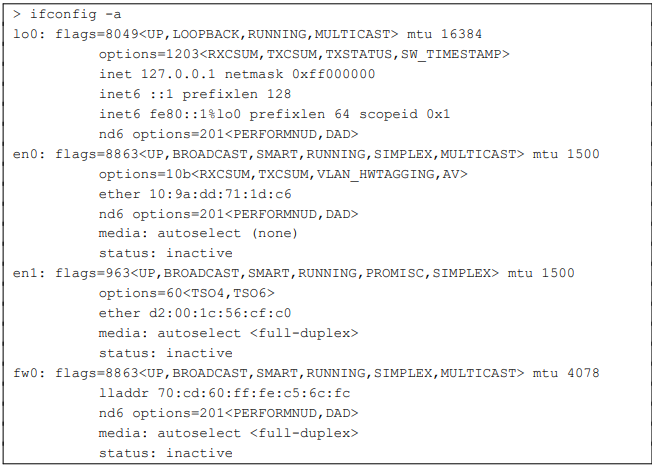 > ifconfig -a
lo0: flags=8049<UP,LOOPBACK,RUNNING,MULTICAST> mtu 16384
options=1203<RXCSUM,TXCSUM,TXSTATUS,SW_TIMESTAMP>
inet 127.0.0.1 netmask 0xff000000
inet6 ::1 prefixlen 128
inet6 fe80::1%lo0 prefixlen 64 scopeid 0x1
nd6 options=201<PERFORMNUD,DAD>
en0: flags=8863<UP,BROADCAST,SMART,RUNNING,SIMPLEX,MULTICAST> mtu 1500
options=10b<RXCSUM,TXCSUM,VLAN_HWTAGGING,AV>
ether 10:9a:dd:71:1d:c6
nd6 options=201<PERFORMNUD,DAD>
media: autoselect (none)
status: inactive
en1: flags=963<UP,BROADCAST,SMART,RUNNING,PROMISC,SIMPLEX> mtu 1500
options=60<TSO4,TSO6>
ether d2:00:1c:56:cf:c0
media: autoselect <full-duplex>
status: inactive
fw0: flags=8863<UP,BROADCAST,SMART,RUNNING,SIMPLEX,MULTICAST> mtu 4078
lladdr 70:cd:60:ff:fe:c5:6c:fc
nd6 options=201<PERFORMNUD,DAD>
media: autoselect <full-duplex>
status: inactive